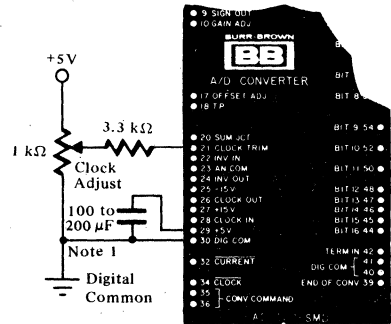 9 SIGN OUT
10 GAIN ADJ
BURR-BROWN
BB
A/D CONVERTER
BIT
BIT
BIT 8
17 OFFSET ADJ
18 T.P.
BIT 9 54
20 SUM JCT
21 CLOCK TRIM
BIT 10 52
22 INV IN
23 AN COM
BIT 11 50
24 INV OUT
25 -15V
BIT 12 48
26 CLOCK OUT
BIT 13 47
27 +15V
BIT 14 46
28 CLOCK IN
BIT 15 45
29 +5V
BIT 16 44
30 DIG COM
TERM IN 42
32 CURRENT
41
DIG COM
40
34 CLOCK
END OF CONV 39
35
CONV COMMAND
36
SMD
+5V
3.3 kΩ
1 kΩ
Clock
Adjust
100 to
200 µF
Note 1
Digital
Common